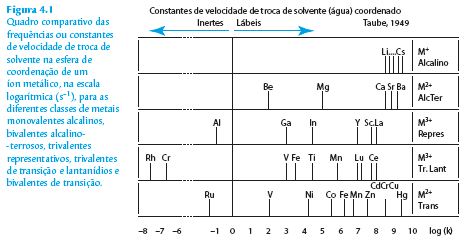 Figura 4.1
Quadro comparativo das
frequências ou constantes
de velocidade de troca de
solvente na esfera de
coordenação de um
íon metálico, na escala
logarítmica (s⁻¹), para as
diferentes classes de metais
monovalentes alcalinos,
bivalentes alcalino-
-terrosos, trivalentes
representativos, trivalentes
de transição e lantanídios e
bivalentes de transição.
Constantes de velocidade de troca de solvente (água) coordenado
Inertes Lábeis Taube, 1949
Li....Cs M⁺
Alcalino
Be Mg Ca Sr Ba M²⁺
AlcTer
Al Ga In Y Sc.La M³⁺
Repres
Rh Cr V Fe Ti Mn Lu Ce M³⁺
Tr. Lant
CdCrCu
Ru V Ni Co Fe Mn Zn Hg M²⁺
Trans
–8 –7 –6 –1 0 1 2 3 4 5 6 7 8 9 10 log (k)